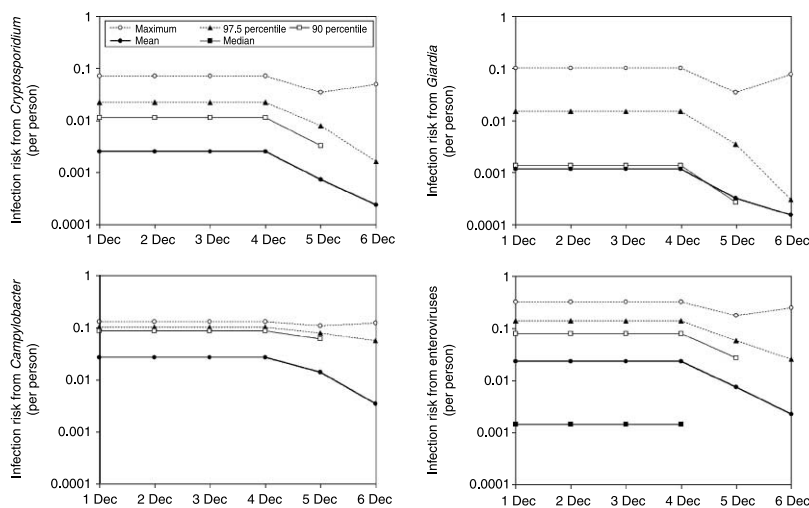 Maximum
97.5 percentile
90 percentile
Mean
Median
Infection risk from Cryptosporidium
(per person)
1
0.1
0.01
0.001
0.0001
1 Dec 2 Dec 3 Dec 4 Dec 5 Dec 6 Dec
Infection risk from Giardia
(per person)
1
0.1
0.01
0.001
0.0001
1 Dec 2 Dec 3 Dec 4 Dec 5 Dec 6 Dec
Infection risk from Campylobacter
(per person)
1
0.1
0.01
0.001
0.0001
1 Dec 2 Dec 3 Dec 4 Dec 5 Dec 6 Dec
Infection risk from enteroviruses
(per person)
1
0.1
0.01
0.001
0.0001
1 Dec 2 Dec 3 Dec 4 Dec 5 Dec 6 Dec